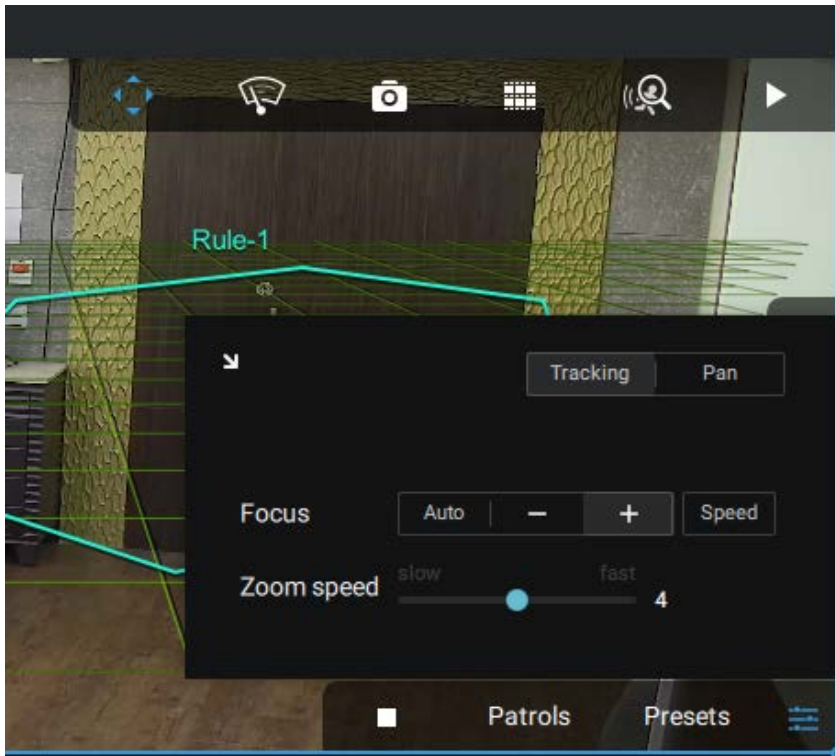 Rule-1
Tracking Pan
Focus Auto − + Speed
slow fast
Zoom speed 4
Patrols Presets